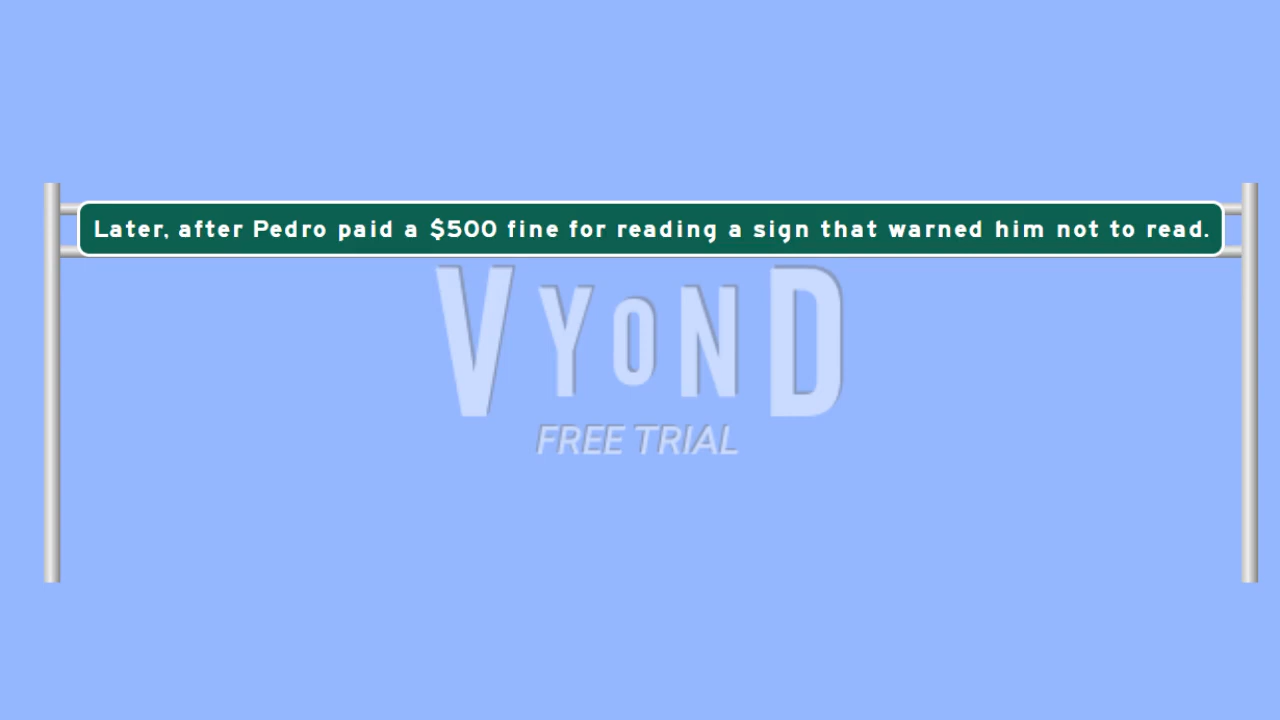 Later, after Pedro paid a $500 fine for reading a sign that warned him not to read.
VYOND
FREE TRIAL